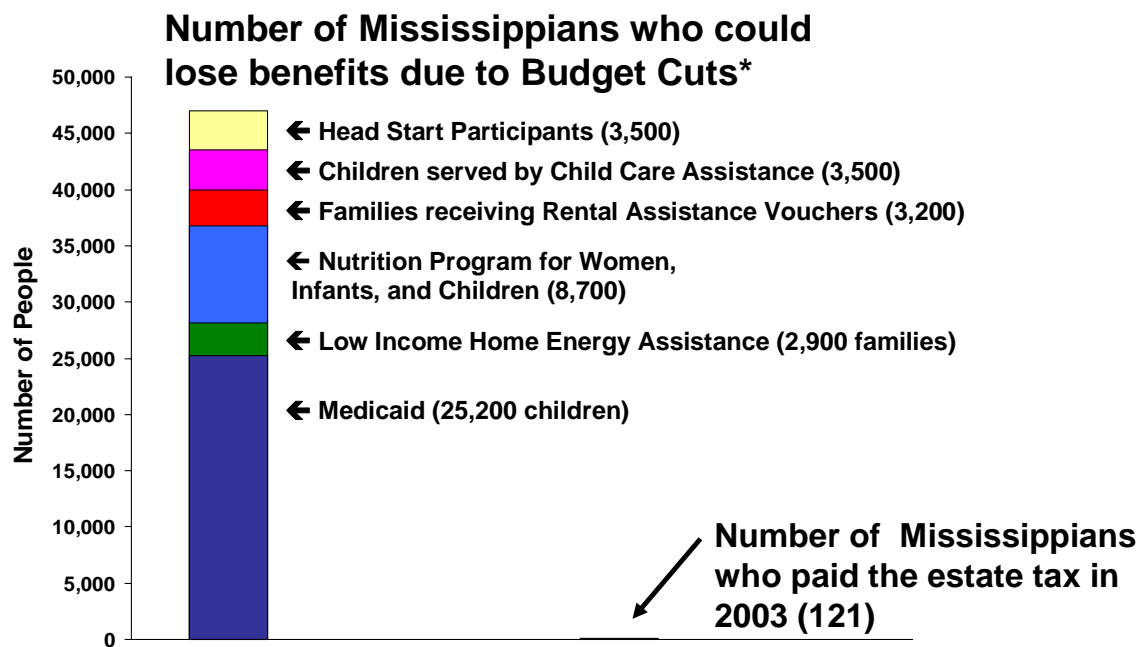 Number of Mississippians who could
lose benefits due to Budget Cuts*
50,000
45,000
40,000
35,000
30,000
25,000
20,000
15,000
10,000
5,000
0
Number of People
← Head Start Participants (3,500)
← Children served by Child Care Assistance (3,500)
← Families receiving Rental Assistance Vouchers (3,200)
← Nutrition Program for Women,
Infants, and Children (8,700)
← Low Income Home Energy Assistance (2,900 families)
← Medicaid (25,200 children)
Number of Mississippians
who paid the estate tax in
2003 (121)